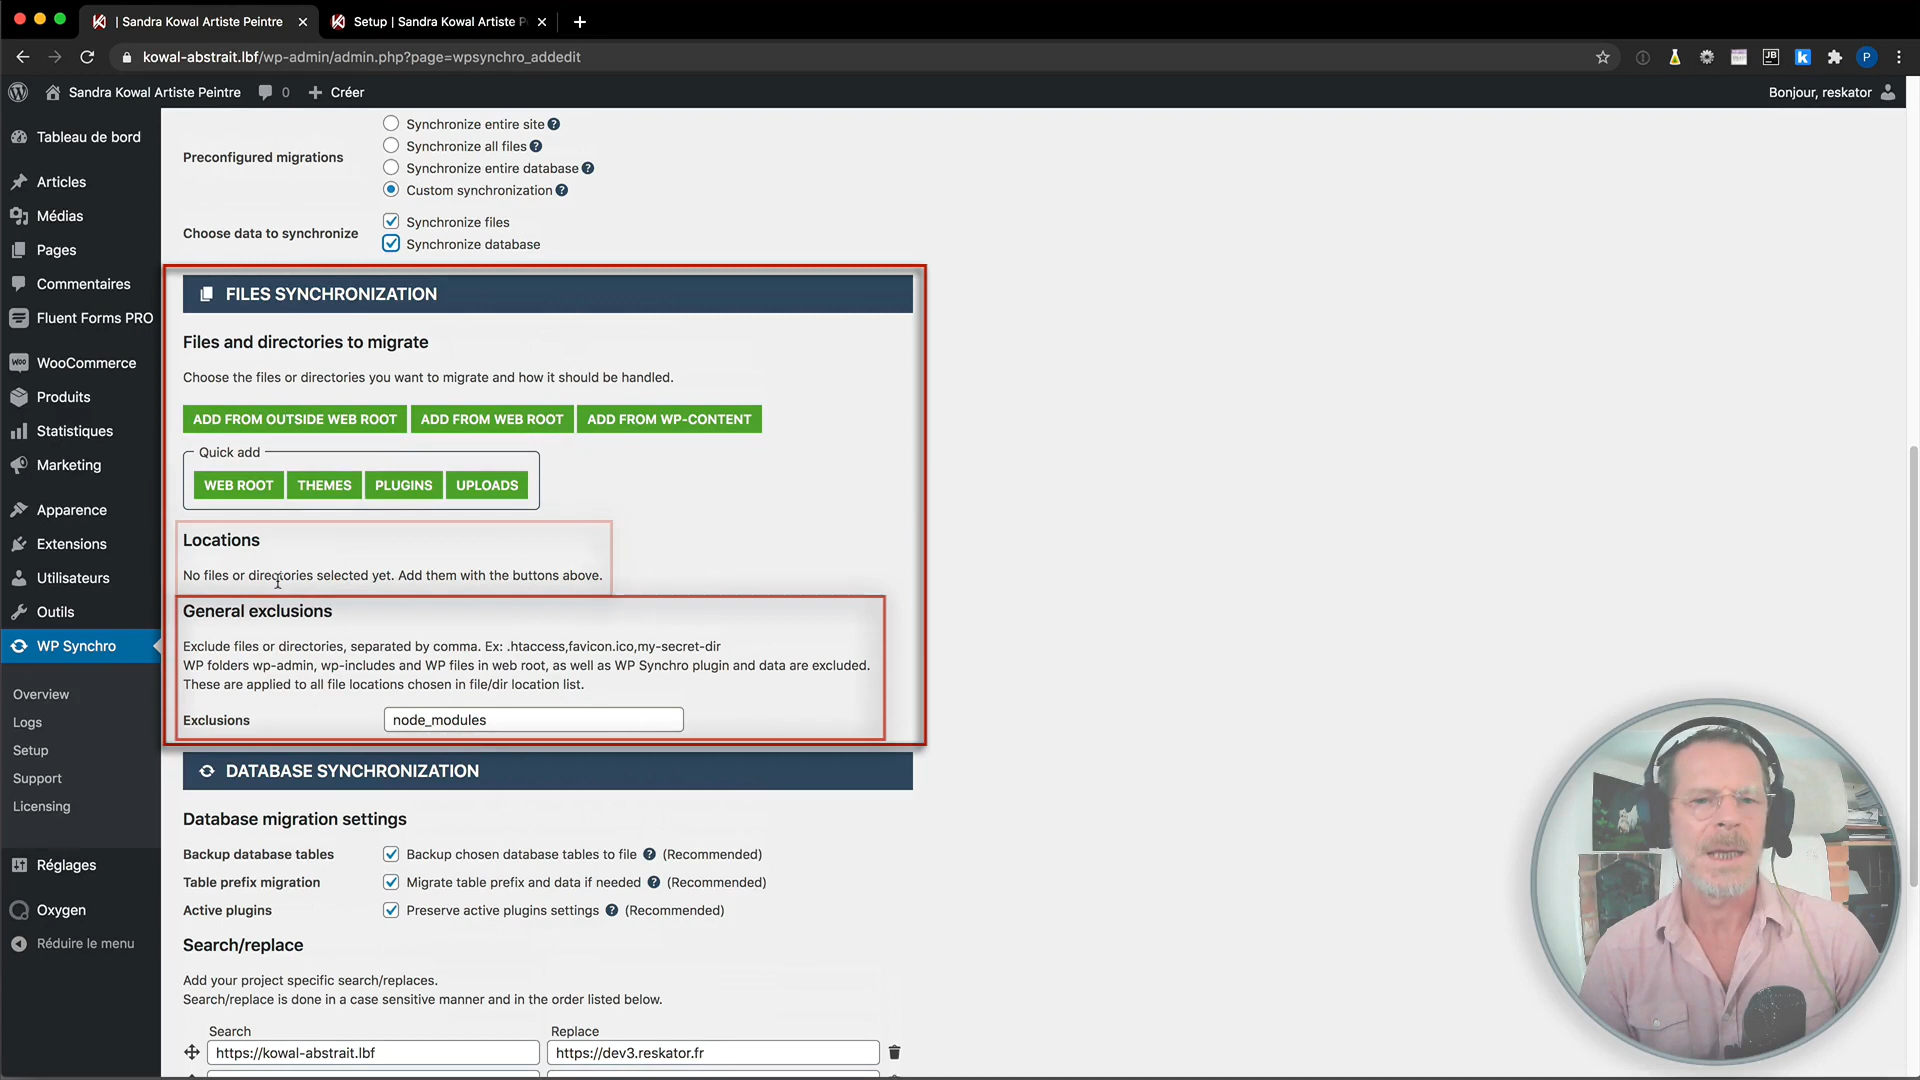 | Sandra Kowal Artiste Peintre
Setup | Sandra Kowal Artiste P
kowal-abstrait.lbf/wp-admin/admin.php?page=wpsynchro_addedit
JB
k
P
Sandra Kowal Artiste Peintre
0
Créer
Bonjour, reskator
Tableau de bord
Articles
Médias
Pages
Commentaires
Fluent Forms PRO
WooCommerce
Produits
Statistiques
Marketing
Apparence
Extensions
Utilisateurs
Outils
WP Synchro
Overview
Logs
Setup
Support
Licensing
Réglages
Oxygen
Réduire le menu
Preconfigured migrations
Synchronize entire site
Synchronize all files
Synchronize entire database
Custom synchronization
Choose data to synchronize
Synchronize files
Synchronize database
FILES SYNCHRONIZATION
Files and directories to migrate
Choose the files or directories you want to migrate and how it should be handled.
ADD FROM OUTSIDE WEB ROOT
ADD FROM WEB ROOT
ADD FROM WP-CONTENT
Quick add
WEB ROOT
THEMES
PLUGINS
UPLOADS
Locations
No files or directories selected yet. Add them with the buttons above.
General exclusions
Exclude files or directories, separated by comma. Ex: .htaccess,favicon.ico,my-secret-dir
WP folders wp-admin, wp-includes and WP files in web root, as well as WP Synchro plugin and data are excluded.
These are applied to all file locations chosen in file/dir location list.
Exclusions
node_modules
DATABASE SYNCHRONIZATION
Database migration settings
Backup database tables
Backup chosen database tables to file
(Recommended)
Table prefix migration
Migrate table prefix and data if needed
(Recommended)
Active plugins
Preserve active plugins settings
(Recommended)
Search/replace
Add your project specific search/replaces.
Search/replace is done in a case sensitive manner and in the order listed below.
Search
Replace
https://kowal-abstrait.lbf
https://dev3.reskator.fr